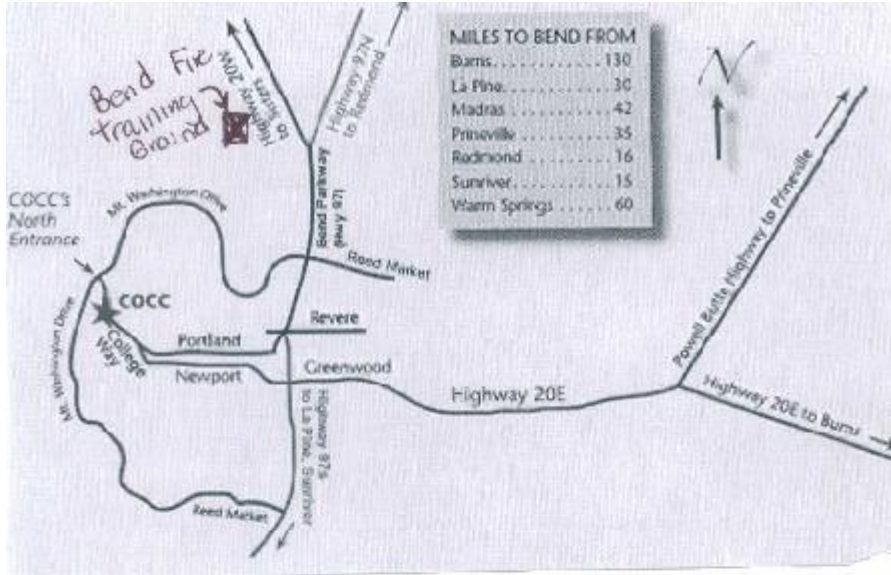 Bend Fire
training
Ground
Highway 20W
to Sisters
Highway 97N
to Redmond
MILES TO BEND FROM
Burns............130
La Pine............30
Madras............42
Prineville............35
Redmond............16
Sunriver............15
Warm Springs......60
N
COCC's
North
Entrance
Mt. Washington Drive
Bend Parkway
(Hwy 97)
Reed Market
Powell Butte Highway to Prineville
Mt. Washington Drive
COCC
Revere
Portland
College
Way
Newport
Greenwood
Highway 20E
Highway 20E to Burns
Highway 97s
to La Pine, Sunriver
Reed Market